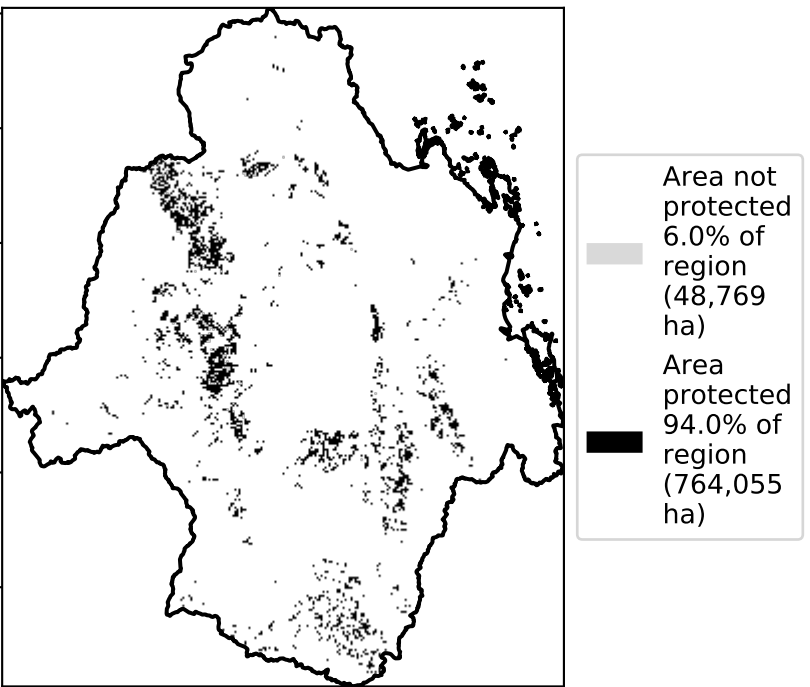 Area not
protected
6.0% of
region
(48,769
ha)
Area
protected
94.0% of
region
(764,055
ha)